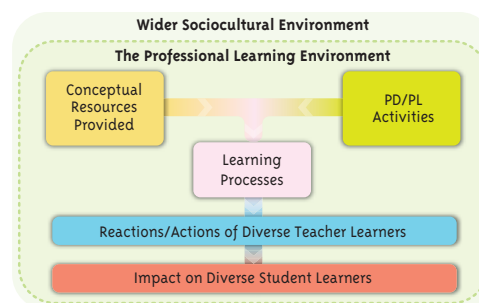 Wider Sociocultural Environment
The Professional Learning Environment
Conceptual
Resources
Provided
PD/PL
Activities
Learning
Processes
Reactions/Actions of Diverse Teacher Learners
Impact on Diverse Student Learners